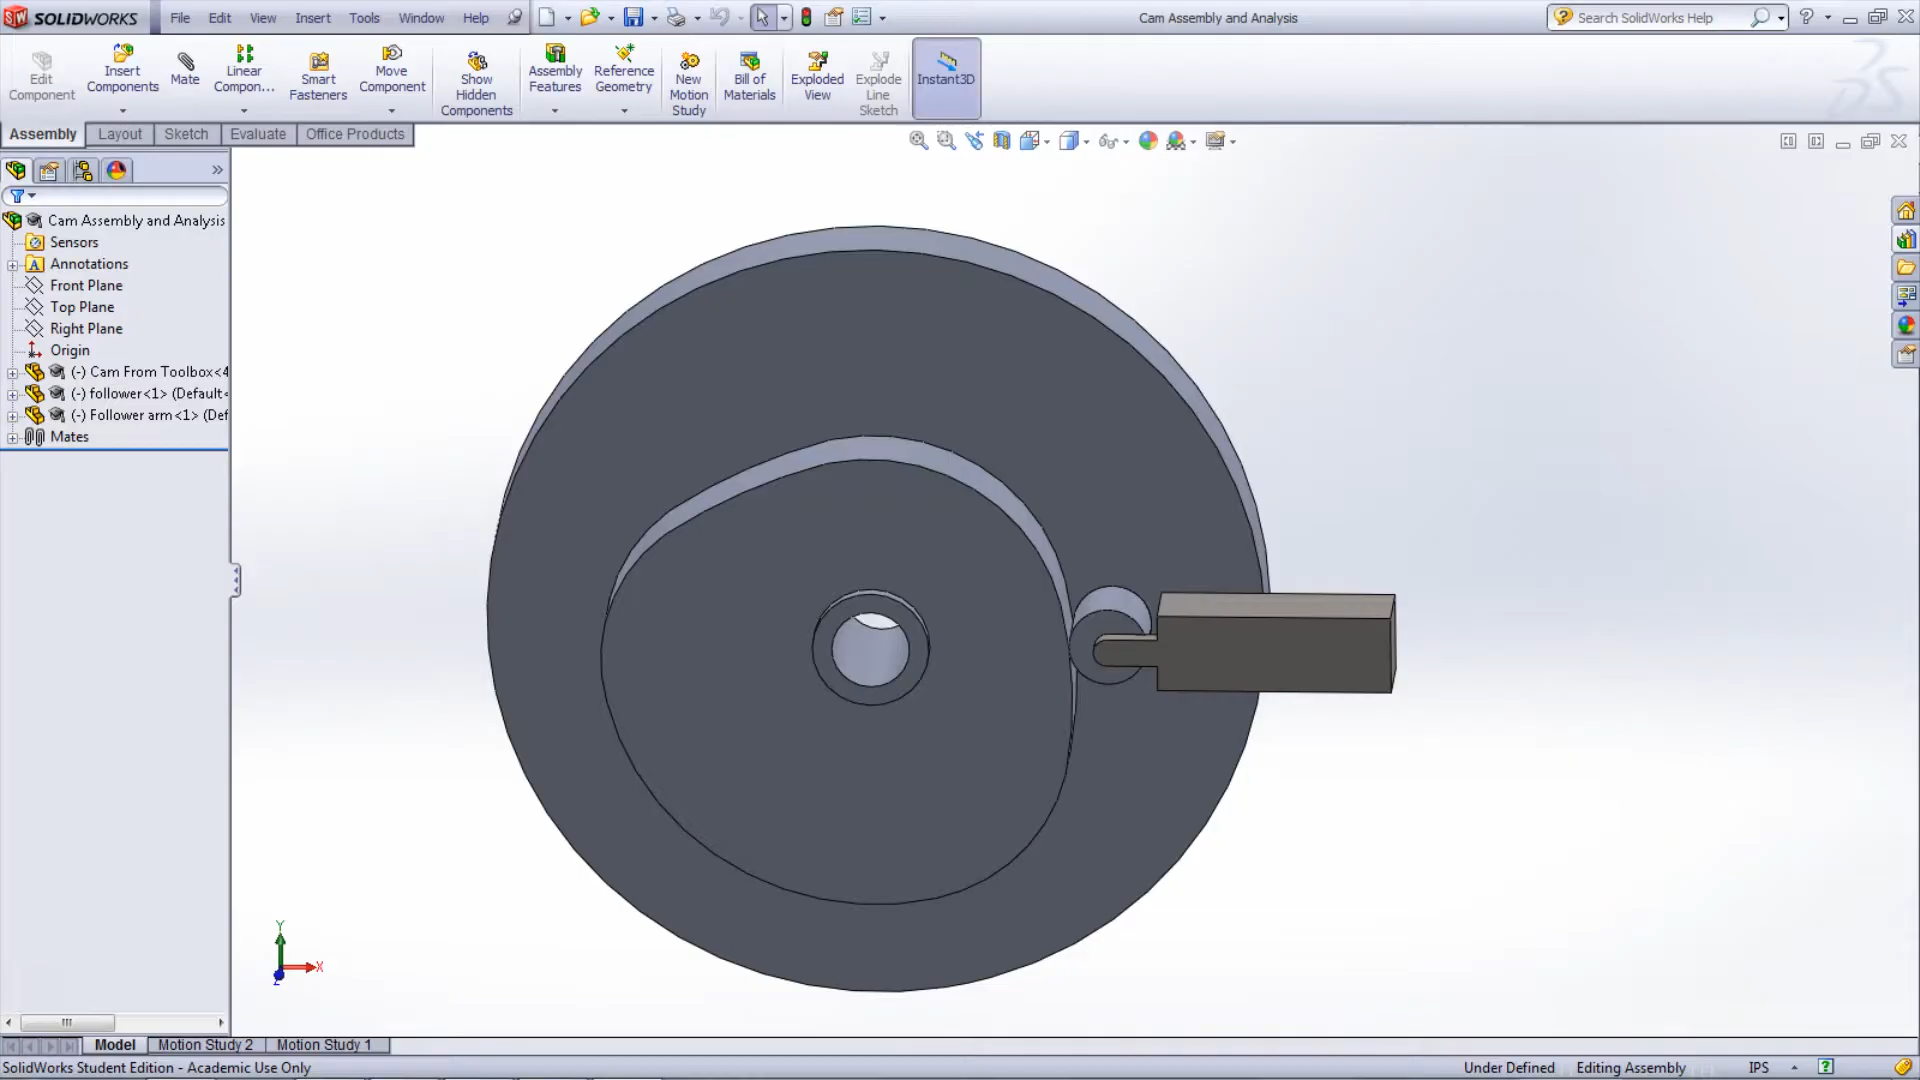 SOLIDWORKS File Edit View Insert Tools Window Help Cam Assembly and Analysis Search SolidWorks Help
Edit Component
Insert Components
Mate
Linear Compon...
Smart Fasteners
Move Component
Show Hidden Components
Assembly Features
Reference Geometry
New Motion Study
Bill of Materials
Exploded View
Explode Line Sketch
Instant3D
Assembly Layout Sketch Evaluate Office Products
Cam Assembly and Analysis
Sensors
Annotations
Front Plane
Top Plane
Right Plane
Origin
(-) Cam From Toolbox<4
(-) follower<1> (Default<
(-) Follower arm<1> (Def
Mates
Y
X
Z
Model Motion Study 2 Motion Study 1
SolidWorks Student Edition - Academic Use Only Under Defined Editing Assembly IPS